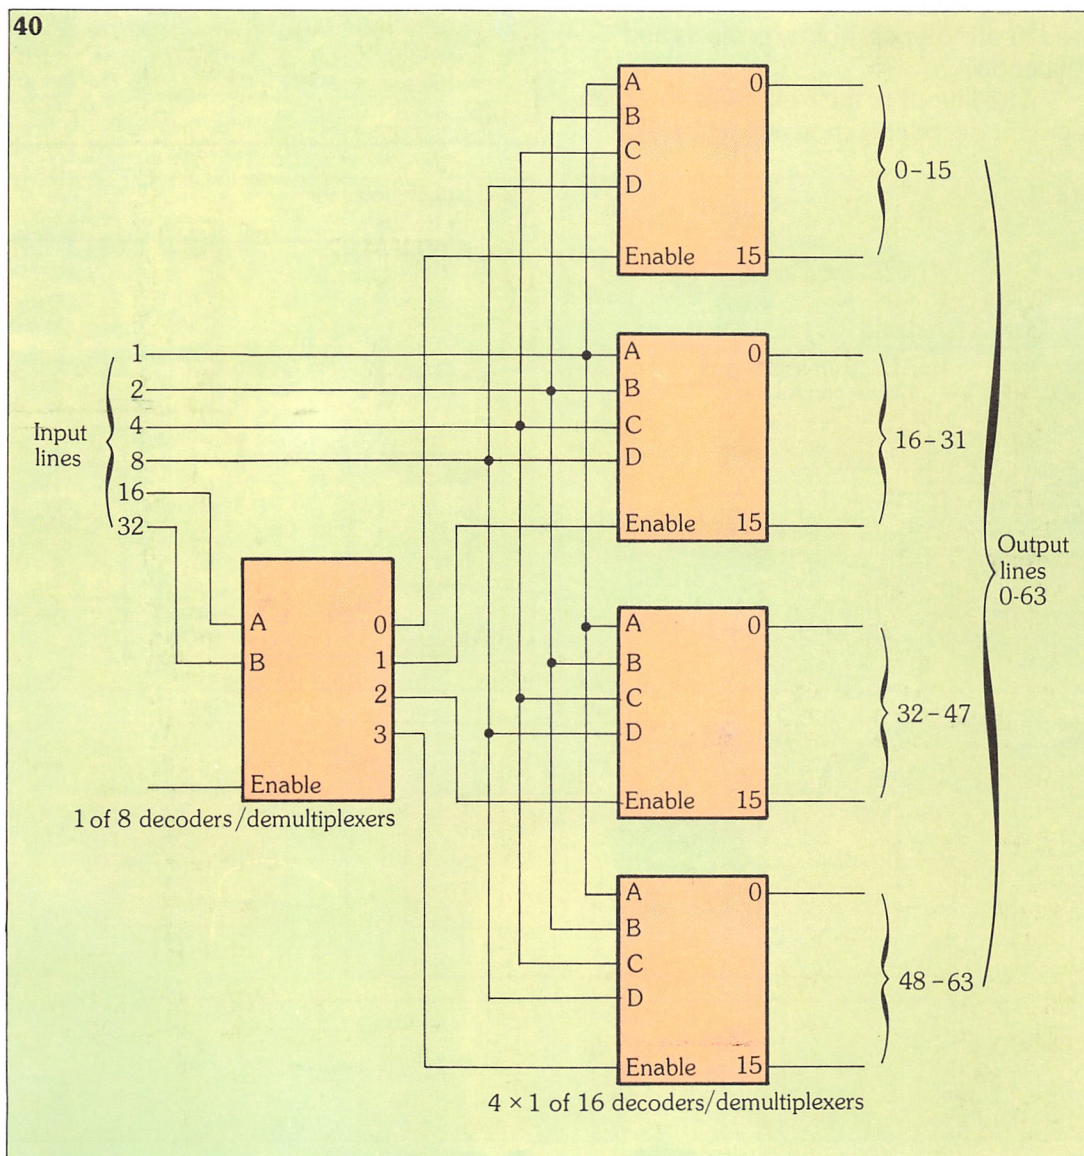 40
A 0
B
C
D
Enable 15
0–15
1
2
4
8
16
32
Input
lines
A 0
B
C
D
Enable 15
16–31
A 0
B 1
2
3
Enable
1 of 8 decoders/demultiplexers
A 0
B
C
D
Enable 15
32–47
Output
lines
0-63
A 0
B
C
D
Enable 15
48–63
4 × 1 of 16 decoders/demultiplexers